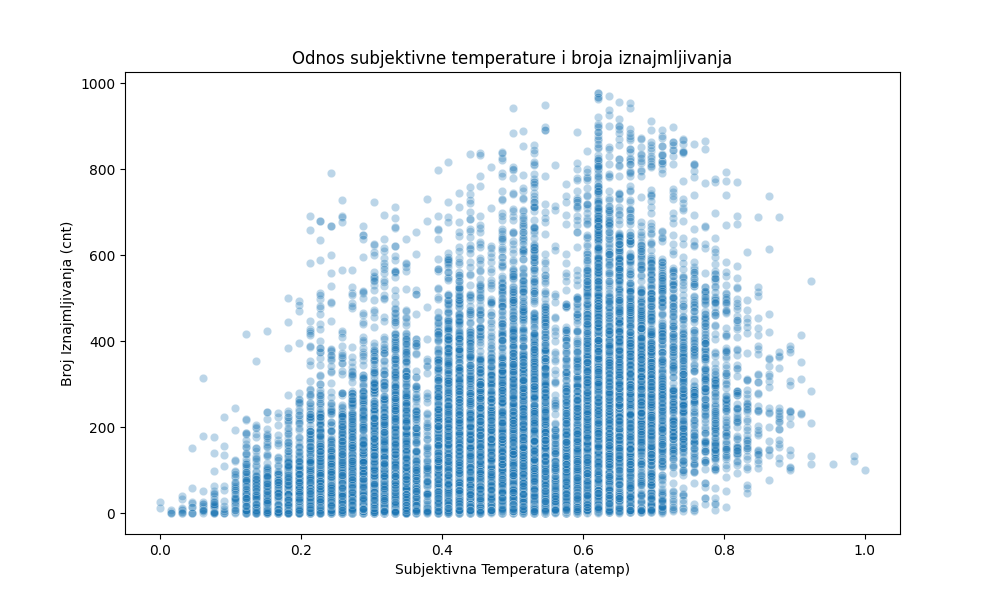 Odnos subjektivne temperature i broja iznajmljivanja
Broj Iznajmljivanja (cnt)
1000
800
600
400
200
0
0.0 0.2 0.4 0.6 0.8 1.0
Subjektivna Temperatura (atemp)